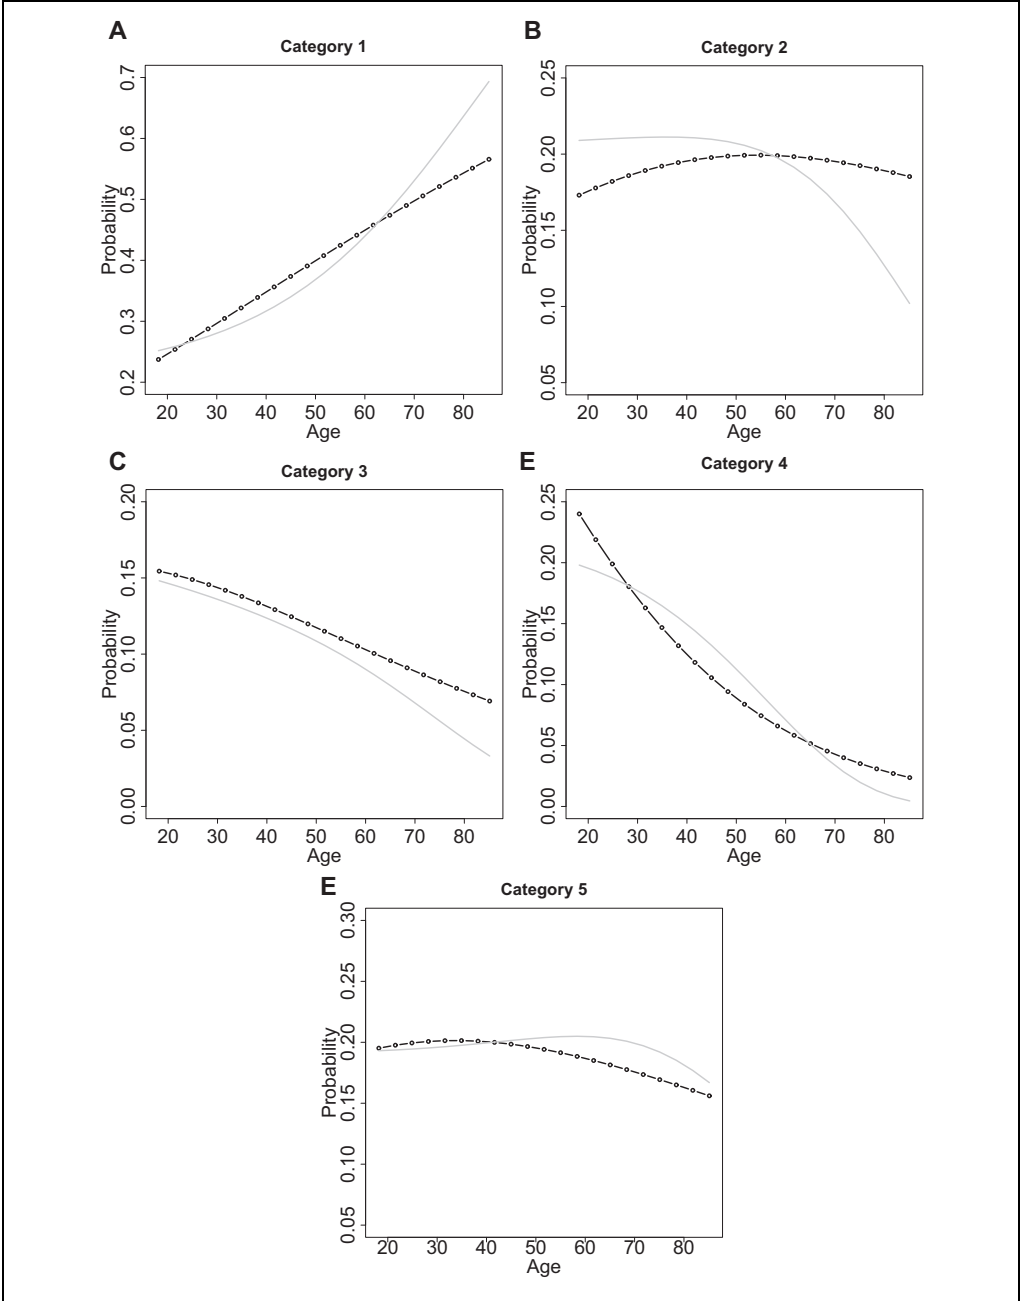 A
Category 1
Probability
0.2 0.3 0.4 0.5 0.6 0.7
20 30 40 50 60 70 80
Age
B
Category 2
Probability
0.05 0.10 0.15 0.20 0.25
20 30 40 50 60 70 80
Age
C
Category 3
Probability
0.00 0.05 0.10 0.15 0.20
20 30 40 50 60 70 80
Age
E
Category 4
Probability
0.00 0.05 0.10 0.15 0.20 0.25
20 30 40 50 60 70 80
Age
E
Category 5
Probability
0.05 0.10 0.15 0.20 0.25 0.30
20 30 40 50 60 70 80
Age